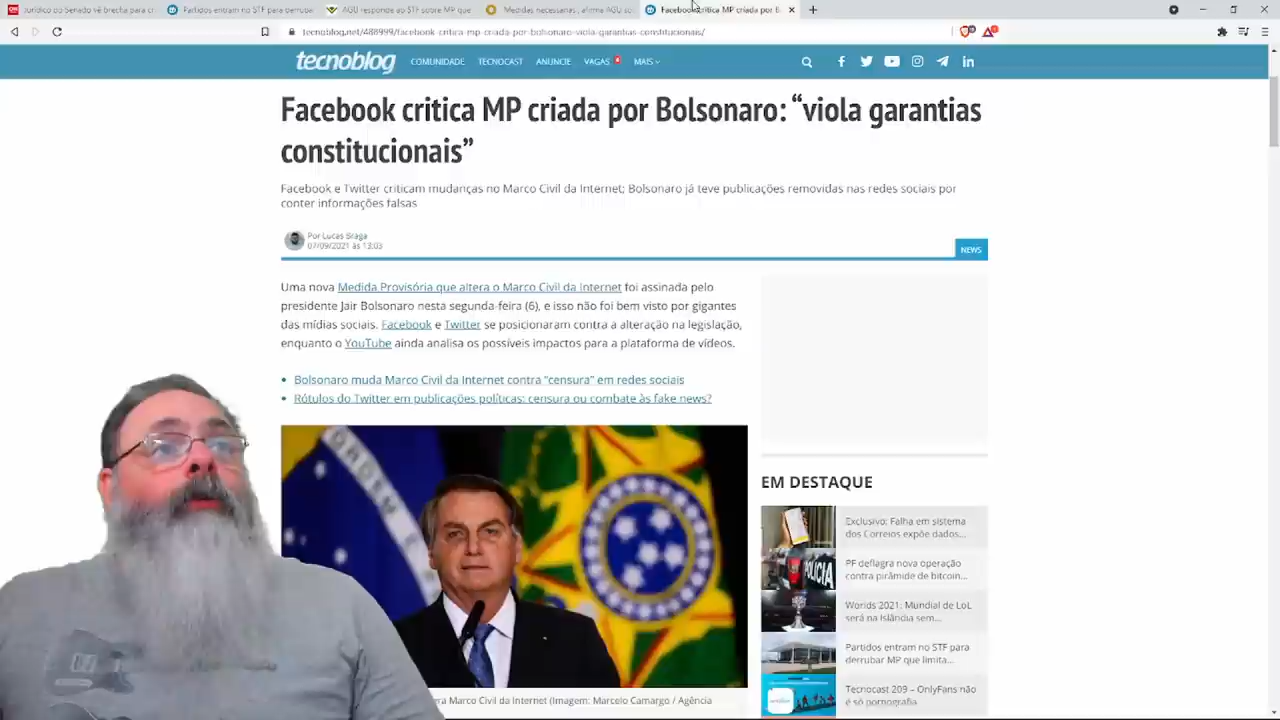 Jurídico do Senado vê brecha para cr
Partidos entram no STF para derruba
AGU responde ao STF sobre MP que
Medidas necessárias, afirma AGU so
Facebook critica MP criada por B
tecnoblog.net/488999/facebook-critica-mp-criada-por-bolsonaro-viola-garantias-constitucionais/
tecnoblog COMUNIDADE TECNOCAST ANUNCIE VAGAS MAIS
Facebook critica MP criada por Bolsonaro: “viola garantias
constitucionais”
Facebook e Twitter criticam mudanças no Marco Civil da Internet; Bolsonaro já teve publicações removidas nas redes sociais por
conter informações falsas
Por Lucas Braga
07/09/2021 às 13:03
NEWS
Uma nova Medida Provisória que altera o Marco Civil da Internet foi assinada pelo
presidente Jair Bolsonaro nesta segunda-feira (6), e isso não foi bem visto por gigantes
das mídias sociais. Facebook e Twitter se posicionaram contra a alteração na legislação,
enquanto o YouTube ainda analisa os possíveis impactos para a plataforma de vídeos.
Bolsonaro muda Marco Civil da Internet contra “censura” em redes sociais
Rótulos do Twitter em publicações políticas: censura ou combate às fake news?
EM DESTAQUE
Exclusivo: Falha em sistema
dos Correios expõe dados...
PF deflagra nova operação
contra pirâmide de bitcoin...
Worlds 2021: Mundial de LoL
será na Islândia sem...
Partidos entram no STF para
derrubar MP que limita...
Tecnocast 209 – OnlyFans não
é só pornografia
POLÍCIA
ra Marco Civil da Internet (Imagem: Marcelo Camargo / Agência